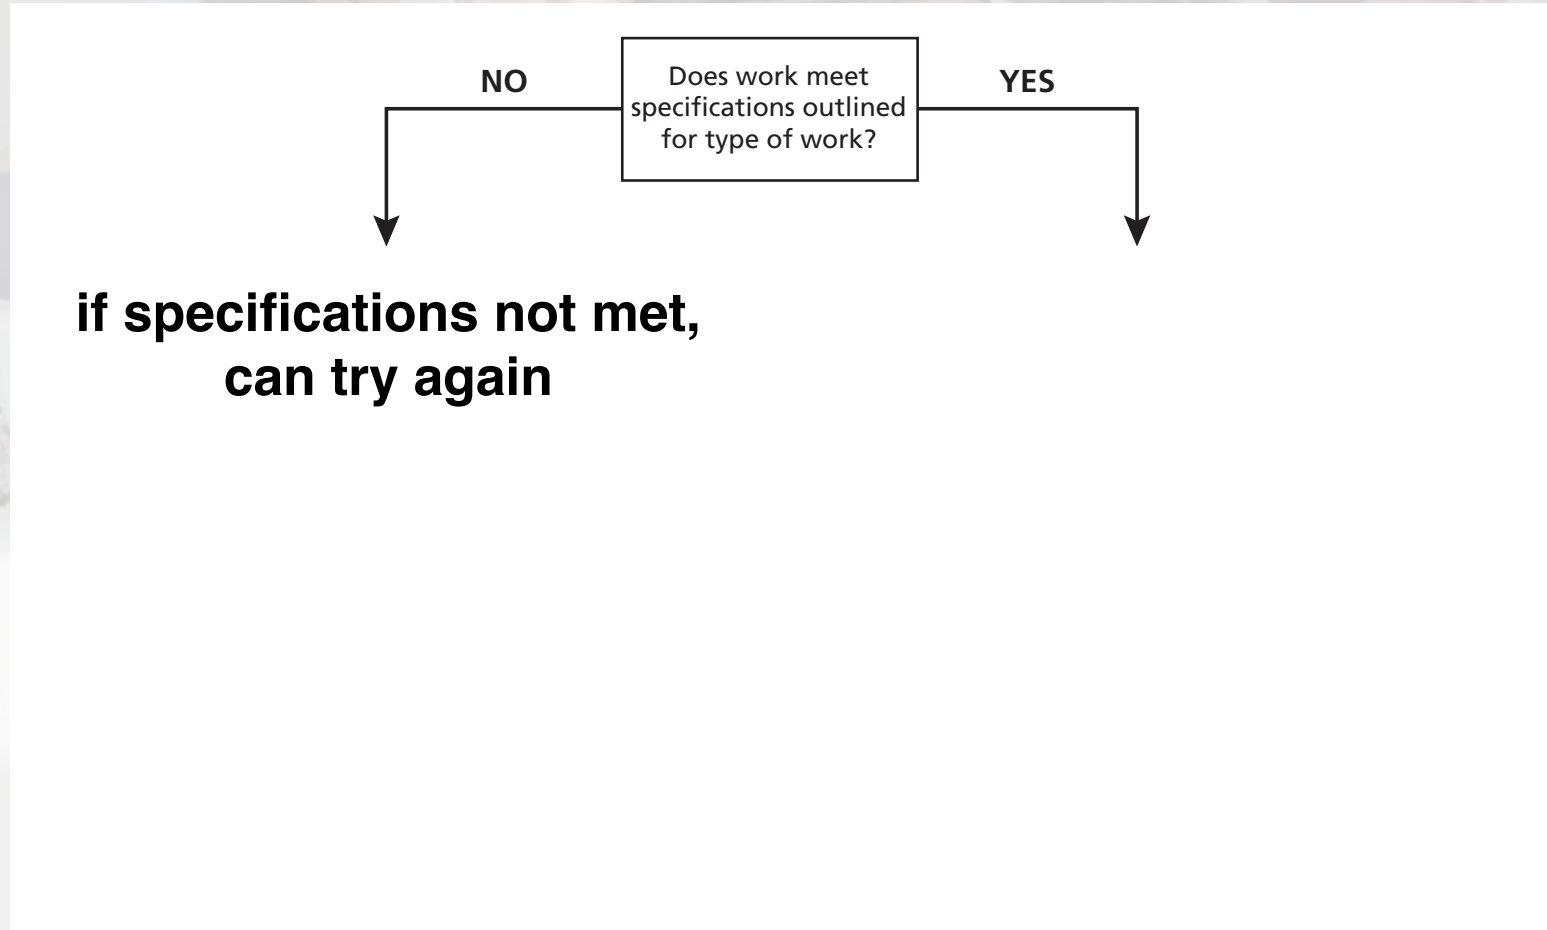 NO
Does work meet
specifications outlined
for type of work?
YES
if specifications not met,
can try again